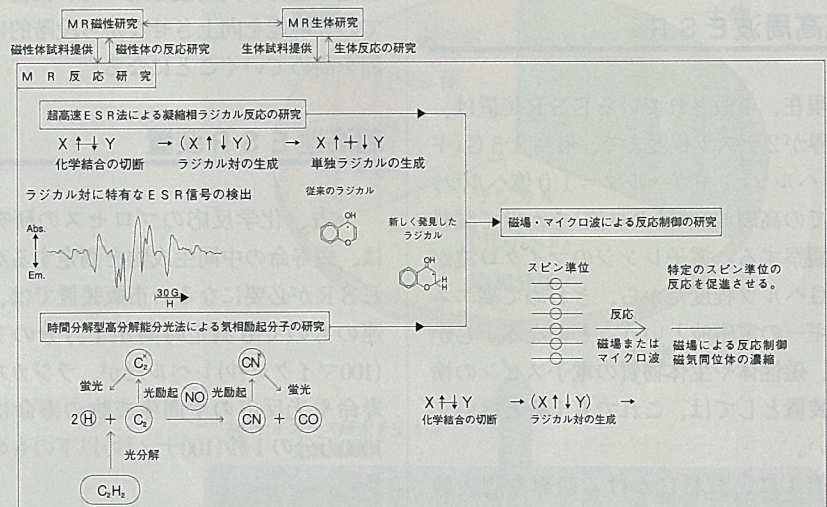 MR磁性研究
MR生体研究
磁性体試料提供
磁性体の反応研究
生体試料提供
生体反応の研究
MR反応研究
超高速ESR法による凝縮相ラジカル反応の研究
X↑↓Y → (X↑↓Y) → X↑+↓Y
化学結合の切断 ラジカル対の生成 単独ラジカルの生成
ラジカル対に特有なESR信号の検出
従来のラジカル
OH
O
新しく発見した
ラジカル
OH
H
H
O
Abs.
Em.
30G
H
磁場・マイクロ波による反応制御の研究
スピン準位
特定のスピン準位の
反応を促進させる。
反応
磁場または
マイクロ波
磁場による反応制御
磁気同位体の濃縮
X↑↓Y → (X↑↓Y) →
化学結合の切断 ラジカル対の生成
時間分解型高分解能分光法による気相励起分子の研究
C₂* CN*
蛍光 光励起 NO 光励起 蛍光
2H + C₂ → CN + CO
光分解
C₂H₂